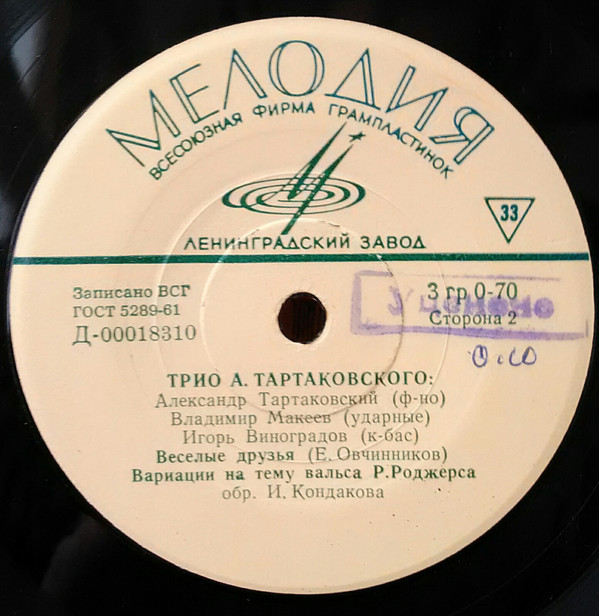 МЕЛОДИЯ
ВСЕСОЮЗНАЯ ФИРМА ГРАМПЛАСТИНОК
33
ЛЕНИНГРАДСКИЙ ЗАВОД
Записано ВСГ
ГОСТ 5289-61
Д-00018310
3 гр 0-70
Сторона 2
Уценено
ТРИО А. ТАРТАКОВСКОГО:
Александр Тартаковский (ф-но)
Владимир Макеев (ударные)
Игорь Виноградов (к-бас)
Веселые друзья (Е. Овчинников)
Вариации на тему вальса Р.Роджерса
обр. И. Кондакова